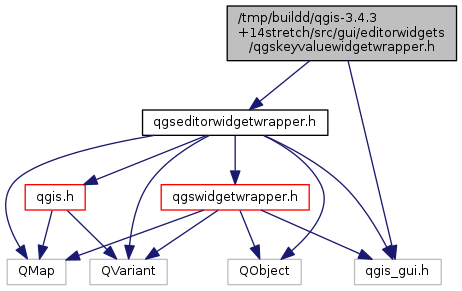 /tmp/buildd/qgis-3.4.3
+14stretch/src/gui/editorwidgets
/qgskeyvaluewidgetwrapper.h
qgseditorwidgetwrapper.h
qgis.h
qgswidgetwrapper.h
QMap
QVariant
QObject
qgis_gui.h